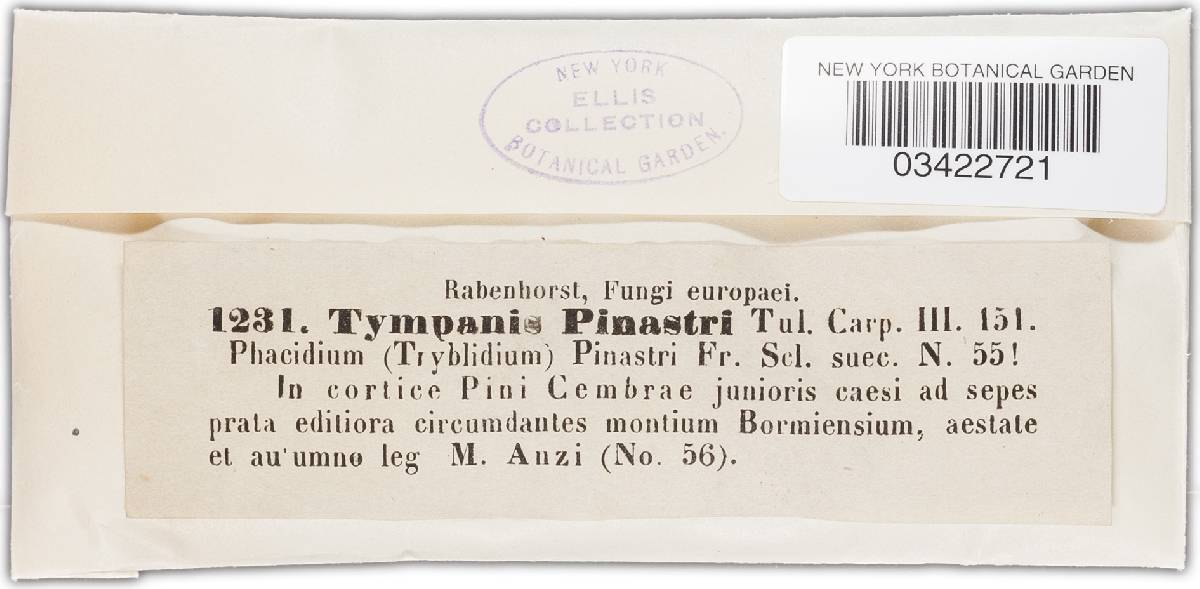 NEW YORK
ELLIS
COLLECTION
BOTANICAL GARDEN.
NEW YORK BOTANICAL GARDEN
03422721
Rabenhorst, Fungi europaei.
1231. Tympanis Pinastri Tul. Carp. III. 151.
Phacidium (Tryblidium) Pinastri Fr. Scl. suec. N. 55!
In cortice Pini Cembrae junioris caesi ad sepes
prata editiora circumdantes montium Bormiensium, aestate
et au'umno leg M. Anzi (No. 56).